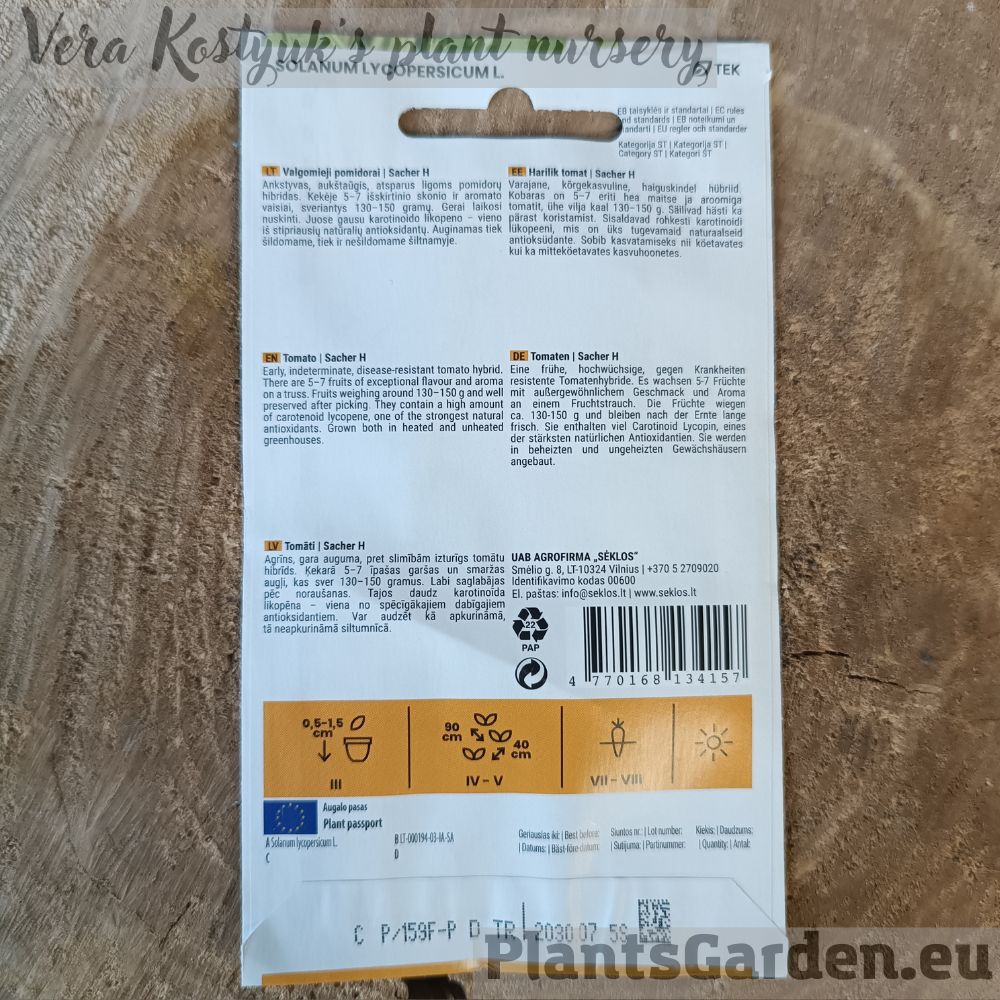 Vera Kostyuk's plant nursery
SOLANUM LYCOPERSICUM L.
TEK
EB taisyklės ir standartai | EC rules
and standards | EB noteikumi un
standarti | EU regler och standarder
Kategorija ST | Kategorija ST |
Category ST | Kategori ST
LT Valgomieji pomidorai | Sacher H
Ankstyvas, aukštaūgis, atsparus ligoms pomidorų
hibridas. Kekėje 5–7 išskirtinio skonio ir aromato
vaisiai, sveriantys 130–150 gramų. Gerai laikosi
nuskinti. Juose gausu karotinoido likopeno – vieno
iš stipriausių natūralių antioksidantų. Auginamas tiek
šildomame, tiek ir nešildomame šiltnamyje.
EE Harilik tomat | Sacher H
Varajane, kõrgekasvuline, haiguskindel hübriid.
Kobaras on 5–7 eriti hea maitse ja aroomiga
tomatit, ühe vilja kaal 130–150 g. Säilivad hästi ka
pärast koristamist. Sisaldavad rohkesti karotinoidi
lükopeeni, mis on üks tugevamaid naturaalseid
antioksüdante. Sobib kasvatamiseks nii köetavates
kui ka mitteköetavates kasvuhoonetes.
EN Tomato | Sacher H
Early, indeterminate, disease-resistant tomato hybrid.
There are 5–7 fruits of exceptional flavour and aroma
on a truss. Fruits weighing around 130–150 g and well
preserved after picking. They contain a high amount
of carotenoid lycopene, one of the strongest natural
antioxidants. Grown both in heated and unheated
greenhouses.
DE Tomaten | Sacher H
Eine frühe, hochwüchsige, gegen Krankheiten
resistente Tomatenhybride. Es wachsen 5-7 Früchte
mit außergewöhnlichem Geschmack und Aroma
an einem Fruchtstrauch. Die Früchte wiegen
ca. 130-150 g und bleiben nach der Ernte lange
frisch. Sie enthalten viel Carotinoid Lycopin, eines
der stärksten natürlichen Antioxidantien. Sie werden
in beheizten und ungeheizten Gewächshäusern
angebaut.
LV Tomāti | Sacher H
Agrīns, gara auguma, pret slimībām izturīgs tomātu
hibrīds. Ķekarā 5–7 īpašas garšas un smaržas
augļi, kas sver 130–150 gramus. Labi saglabājas
pēc noraušanas. Tajos daudz karotinoīda
likopēna – viena no spēcīgākajiem dabīgajiem
antioksidantiem. Var audzēt kā apkurināmā,
tā neapkurināmā siltumnīcā.
UAB AGROFIRMA „SĖKLOS“
Smėlio g. 8, LT-10324 Vilnius | +370 5 2709020
Identifikavimo kodas 00600
El. paštas: info@seklos.lt | www.seklos.lt
22
PAP
4 770168 134157
0,5–1,5
cm
III
90
cm
40
cm
IV – V
VII – VIII
Augalo pasas
Plant passport
A Solanum lycopersicum L.
B LT-000194-03-IA-SA
C
D
Geriausias iki: | Best before:
| Datums: | Bäst-före-datum:
Siuntos nr.: | Lot number:
| Sutijuma: | Partinummer:
Kiekis: | Daudzums:
| Quantity: | Antal:
C P/159F-P D TR 2030 07 56
PlantsGarden.eu